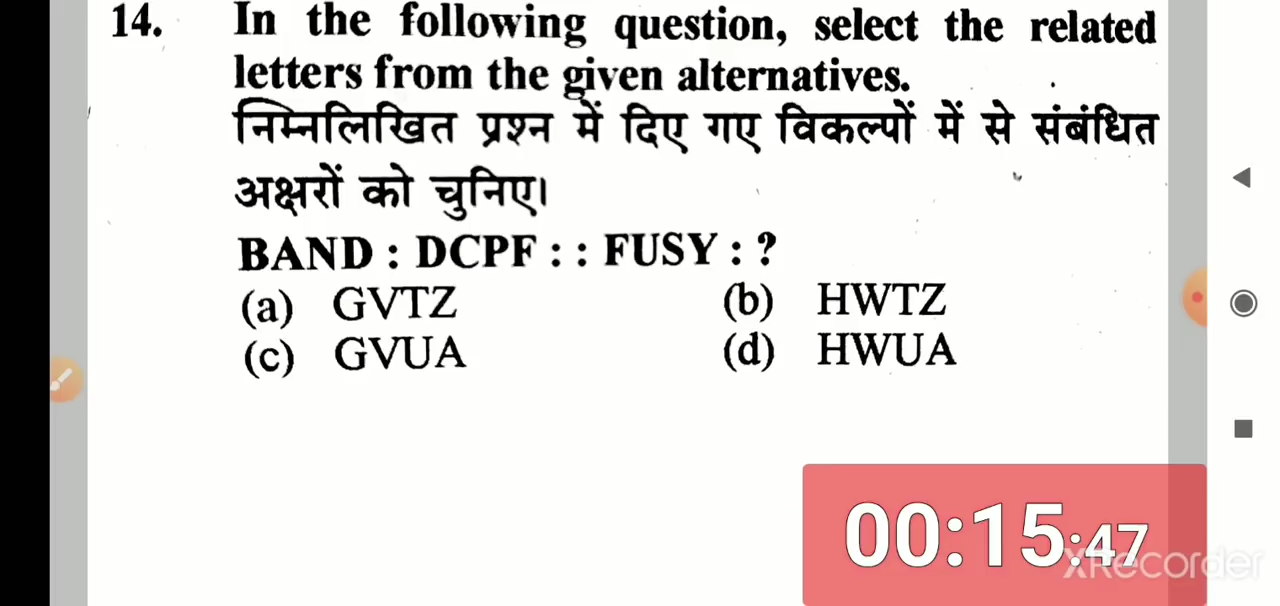 14. In the following question, select the related
letters from the given alternatives.
निम्नलिखित प्रश्न में दिए गए विकल्पों में से संबंधित
अक्षरों को चुनिए।
BAND : DCPF : : FUSY : ?
(a) GVTZ (b) HWTZ
(c) GVUA (d) HWUA
00:15:47
XRecorder